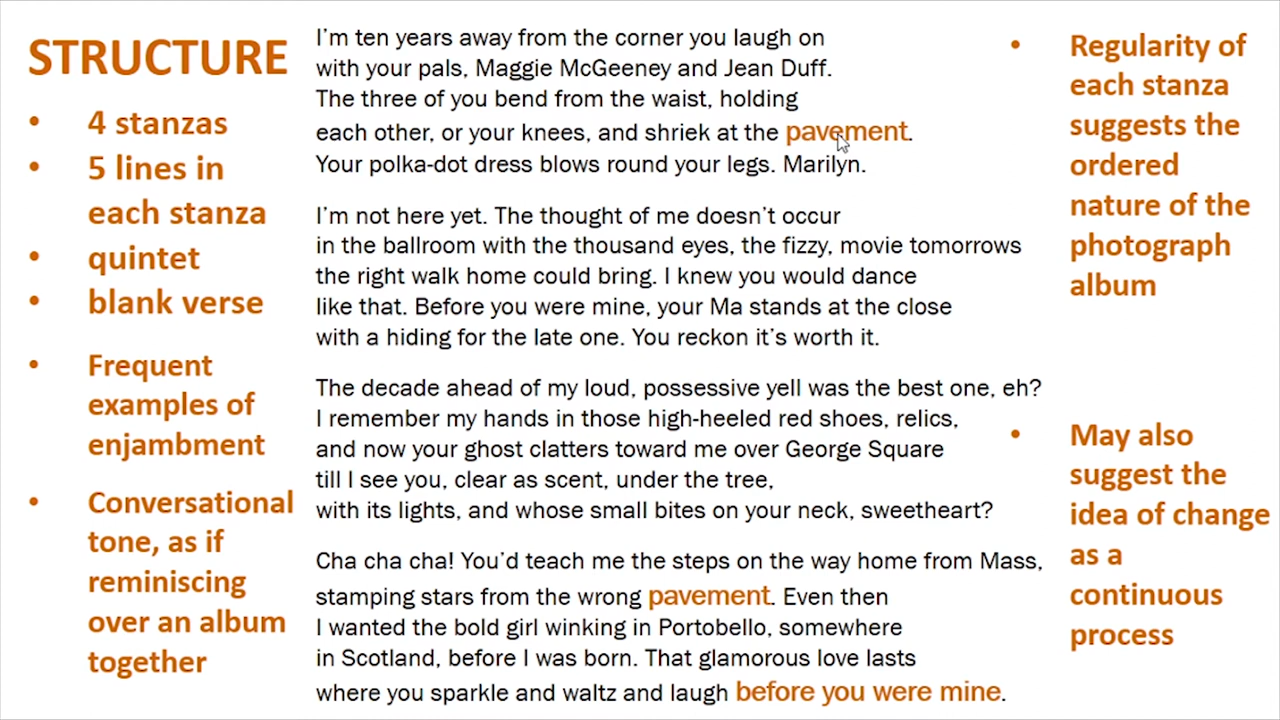 STRUCTURE
• 4 stanzas
• 5 lines in
each stanza
• quintet
• blank verse
• Frequent
examples of
enjambment
• Conversational
tone, as if
reminiscing
over an album
together
I'm ten years away from the corner you laugh on
with your pals, Maggie McGeeney and Jean Duff.
The three of you bend from the waist, holding
each other, or your knees, and shriek at the pavement.
Your polka-dot dress blows round your legs. Marilyn.
I'm not here yet. The thought of me doesn't occur
in the ballroom with the thousand eyes, the fizzy, movie tomorrows
the right walk home could bring. I knew you would dance
like that. Before you were mine, your Ma stands at the close
with a hiding for the late one. You reckon it's worth it.
The decade ahead of my loud, possessive yell was the best one, eh?
I remember my hands in those high-heeled red shoes, relics,
and now your ghost clatters toward me over George Square
till I see you, clear as scent, under the tree,
with its lights, and whose small bites on your neck, sweetheart?
Cha cha cha! You'd teach me the steps on the way home from Mass,
stamping stars from the wrong pavement. Even then
I wanted the bold girl winking in Portobello, somewhere
in Scotland, before I was born. That glamorous love lasts
where you sparkle and waltz and laugh before you were mine.
• Regularity of
each stanza
suggests the
ordered
nature of the
photograph
album
• May also
suggest the
idea of change
as a
continuous
process